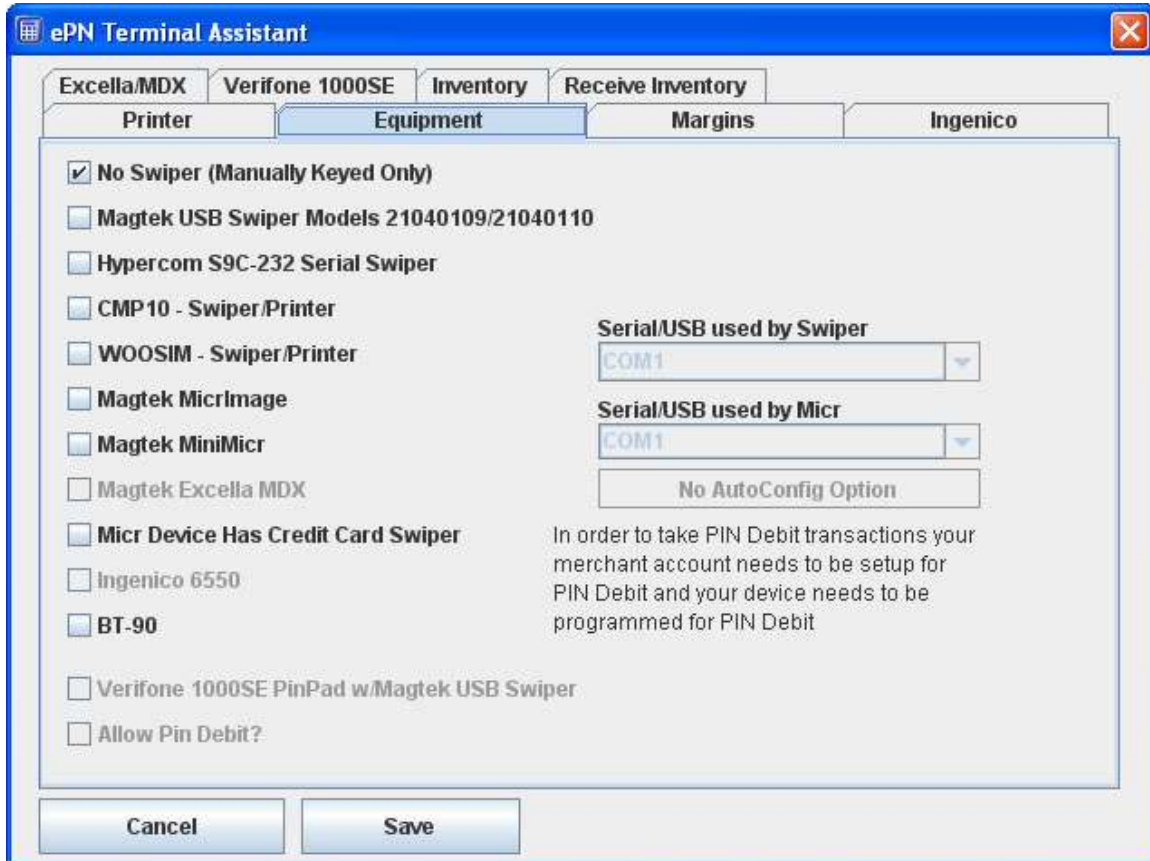 ePN Terminal Assistant
Excella/MDX Verifone 1000SE Inventory Receive Inventory
Printer Equipment Margins Ingenico
No Swiper (Manually Keyed Only)
Magtek USB Swiper Models 21040109/21040110
Hypercom S9C-232 Serial Swiper
CMP10 - Swiper/Printer
WOOSIM - Swiper/Printer
Magtek MicrImage
Magtek MiniMicr
Magtek Excella MDX
Micr Device Has Credit Card Swiper
Ingenico 6550
BT-90
Verifone 1000SE PinPad w/Magtek USB Swiper
Allow Pin Debit?
Serial/USB used by Swiper
COM1
Serial/USB used by Micr
COM1
No AutoConfig Option
In order to take PIN Debit transactions your
merchant account needs to be setup for
PIN Debit and your device needs to be
programmed for PIN Debit
Cancel Save